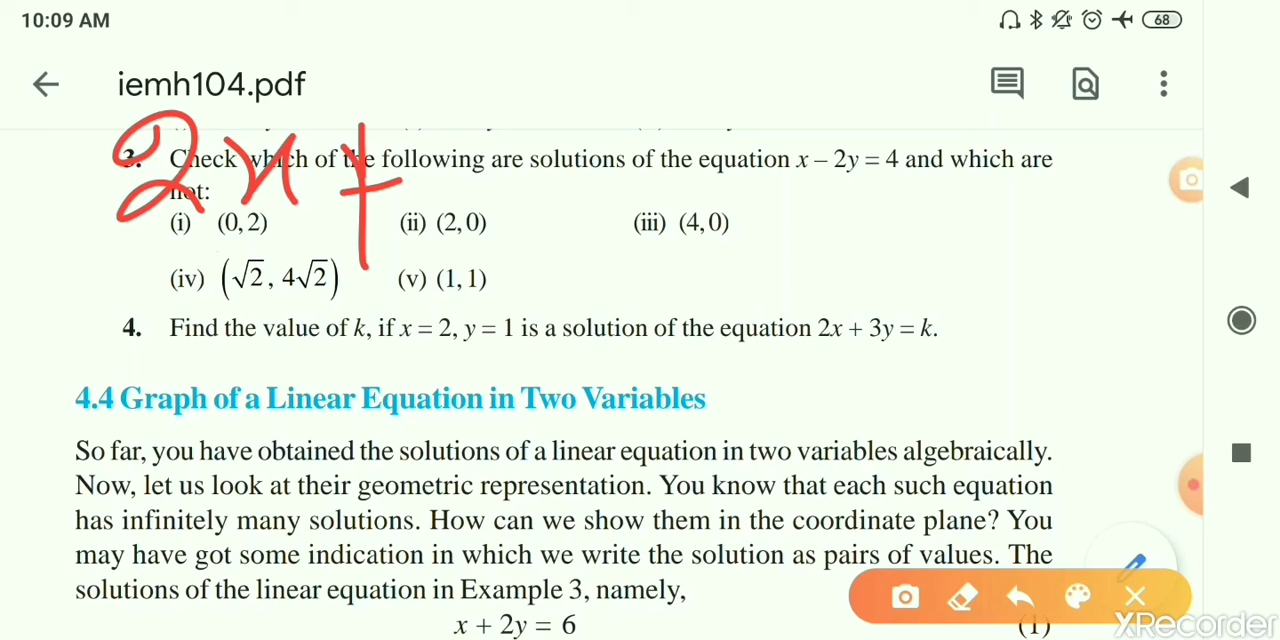 10:09 AM
68
iemh104.pdf
2x+
3. Check which of the following are solutions of the equation x – 2y = 4 and which are
not:
(i) (0, 2) (ii) (2, 0) (iii) (4, 0)
(iv) (√2, 4√2) (v) (1, 1)
4. Find the value of k, if x = 2, y = 1 is a solution of the equation 2x + 3y = k.
4.4 Graph of a Linear Equation in Two Variables
So far, you have obtained the solutions of a linear equation in two variables algebraically.
Now, let us look at their geometric representation. You know that each such equation
has infinitely many solutions. How can we show them in the coordinate plane? You
may have got some indication in which we write the solution as pairs of values. The
solutions of the linear equation in Example 3, namely,
x + 2y = 6 (1)
XRecorder